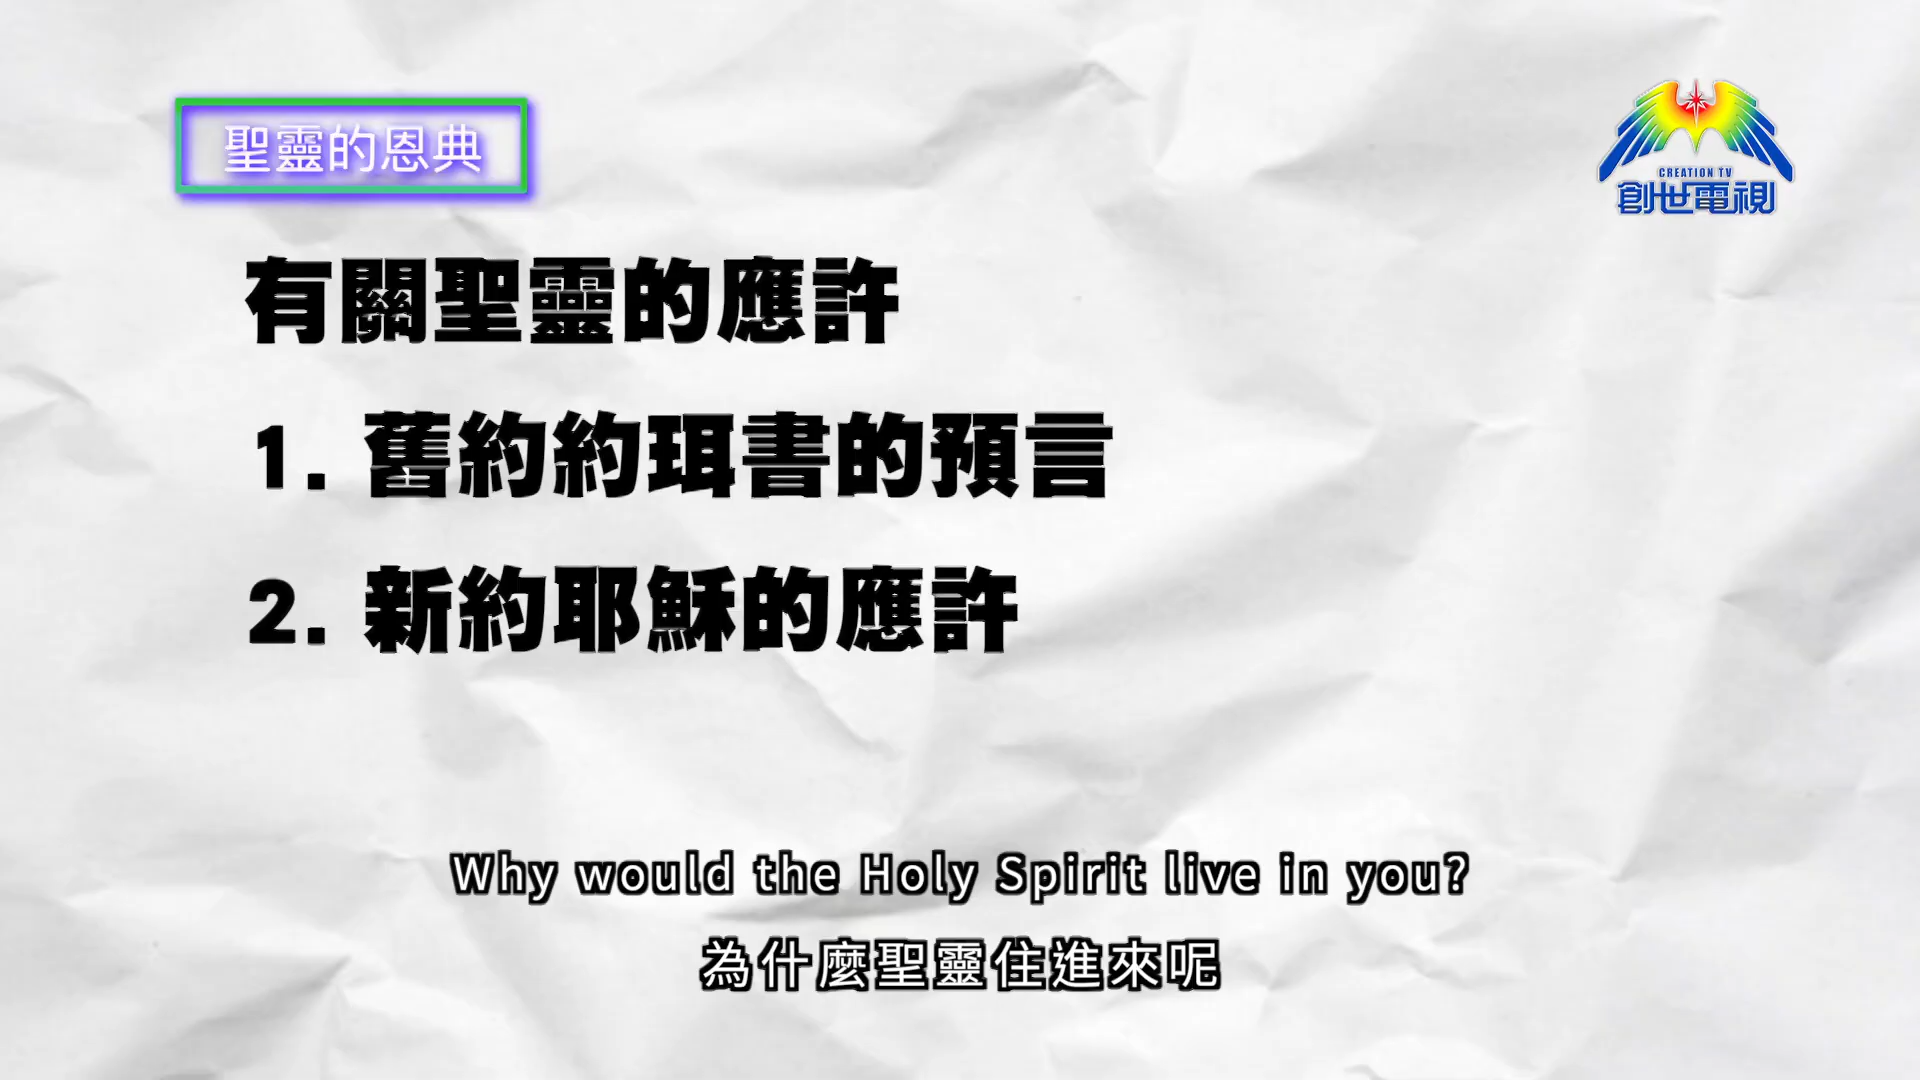 聖靈的恩典
CREATION TV
創世電視
有關聖靈的應許
1. 舊約約珥書的預言
2. 新約耶穌的應許
Why would the Holy Spirit live in you?
為什麼聖靈住進來呢